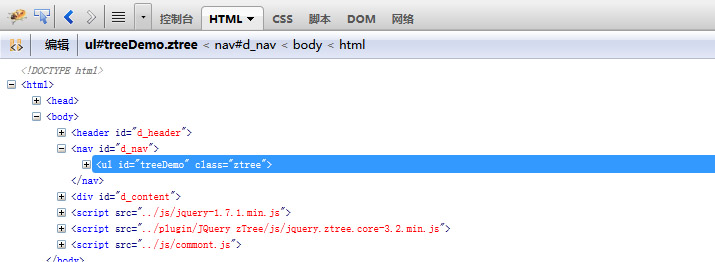 控制台 HTML CSS 脚本 DOM 网络
编辑 ul#treeDemo.ztree < nav#d_nav < body < html
<!DOCTYPE html>
<html>
<head>
<body>
<header id="d_header">
<nav id="d_nav">
<ul id="treeDemo" class="ztree">
</nav>
<div id="d_content">
<script src="../js/jquery-1.7.1.min.js">
<script src="../plugin/JQuery zTree/js/jquery.ztree.core-3.2.min.js">
<script src="../js/commont.js">
</body>